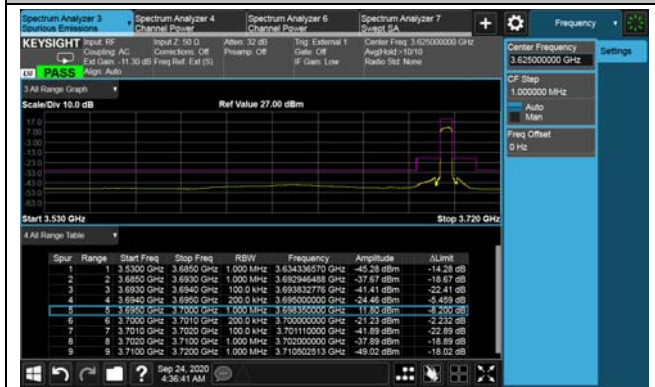 Spectrum Analyzer 3
Spurious Emissions
Spectrum Analyzer 4
Channel Power
Spectrum Analyzer 6
Channel Power
Spectrum Analyzer 7
Swept SA
Frequency
KEYSIGHT
Input: RF
Coupling: AC
Ext Gain: -11.30 dB
Align: Auto
Input Z: 50 Ω
Corrections: Off
Freq Ref: Ext (S)
Atten: 32 dB
Preamp: Off
Trig: External 1
Gate: Off
IF Gain: Low
Center Freq: 3.625000000 GHz
Avg|Hold:>10/10
Radio Std: None
PASS
Center Frequency
3.625000000 GHz
Settings
CF Step
1.000000 MHz
Auto
Man
Freq Offset
0 Hz
3 All Range Graph
Scale/Div 10.0 dB
Ref Value 27.00 dBm
17.0
7.00
-3.00
-13.0
-23.0
-33.0
-43.0
-53.0
-63.0
Start 3.530 GHz
Stop 3.720 GHz
4 All Range Table
Spur Range Start Freq Stop Freq RBW Frequency Amplitude ΔLimit
1 1 3.5300 GHz 3.6850 GHz 1.000 MHz 3.634336570 GHz -45.28 dBm -14.28 dB
2 2 3.6850 GHz 3.6930 GHz 1.000 MHz 3.692946488 GHz -37.67 dBm -18.67 dB
3 3 3.6930 GHz 3.6940 GHz 100.0 kHz 3.693832776 GHz -41.41 dBm -22.41 dB
4 4 3.6940 GHz 3.6950 GHz 200.0 kHz 3.695000000 GHz -24.46 dBm -5.459 dB
5 5 3.6950 GHz 3.7000 GHz 1.000 MHz 3.698350000 GHz 11.80 dBm -8.200 dB
6 6 3.7000 GHz 3.7010 GHz 200.0 kHz 3.700000000 GHz -21.23 dBm -2.232 dB
7 7 3.7010 GHz 3.7020 GHz 100.0 kHz 3.701110000 GHz -41.89 dBm -22.89 dB
8 8 3.7020 GHz 3.7100 GHz 1.000 MHz 3.702000000 GHz -37.89 dBm -18.89 dB
9 9 3.7100 GHz 3.7200 GHz 1.000 MHz 3.710502513 GHz -49.02 dBm -18.02 dB
Sep 24, 2020
4:36:41 AM